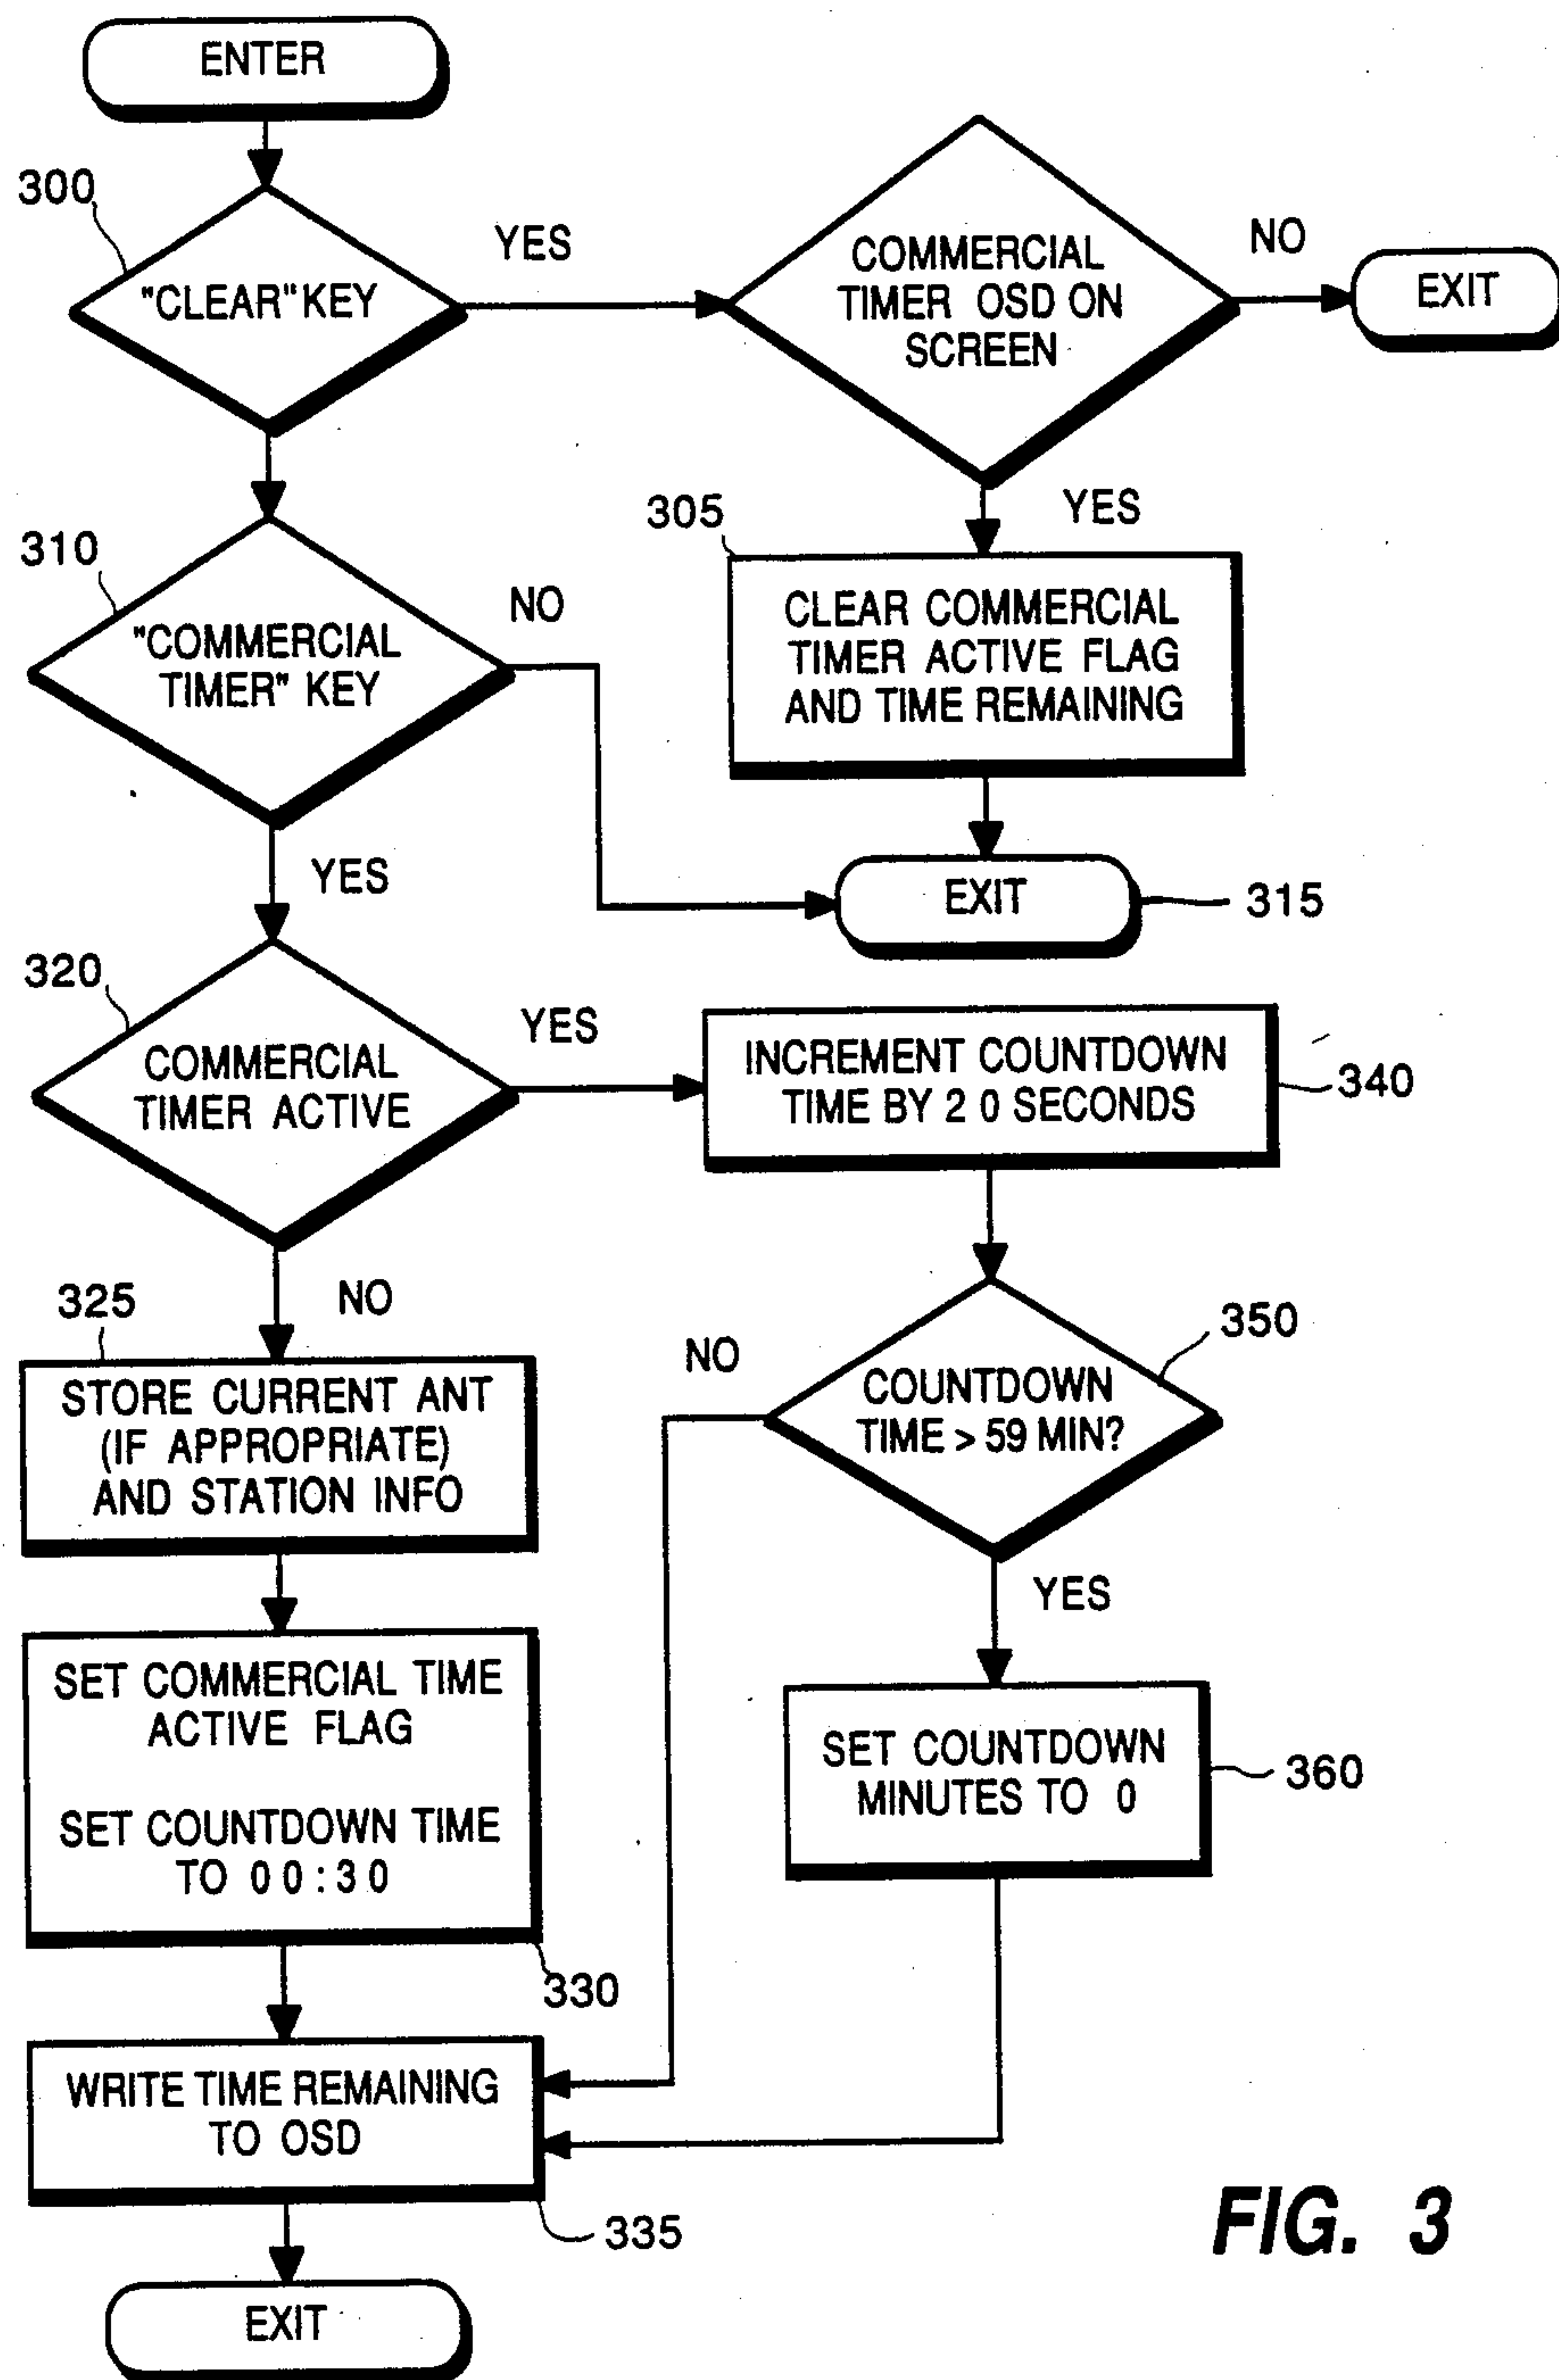 ENTER
300
"CLEAR" KEY
YES
COMMERCIAL
TIMER OSD ON
SCREEN
NO
EXIT
YES
305
CLEAR COMMERCIAL
TIMER ACTIVE FLAG
AND TIME REMAINING
EXIT
315
310
"COMMERCIAL
TIMER" KEY
NO
YES
320
COMMERCIAL
TIMER ACTIVE
YES
INCREMENT COUNTDOWN
TIME BY 2 0 SECONDS
340
NO
325
STORE CURRENT ANT
(IF APPROPRIATE)
AND STATION INFO
NO
COUNTDOWN
TIME > 59 MIN?
350
YES
SET COUNTDOWN
MINUTES TO 0
360
SET COMMERCIAL TIME
ACTIVE FLAG
SET COUNTDOWN TIME
TO 0 0 : 3 0
330
WRITE TIME REMAINING
TO OSD
335
EXIT
FIG. 3